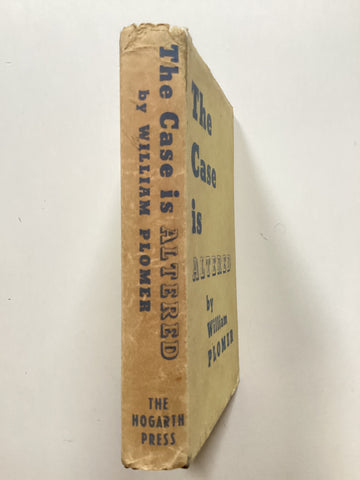 The Case is ALTERED
by WILLIAM PLOMER
THE
HOGARTH
PRESS
The
Case
is
ALTERED
by
William
PLOMER